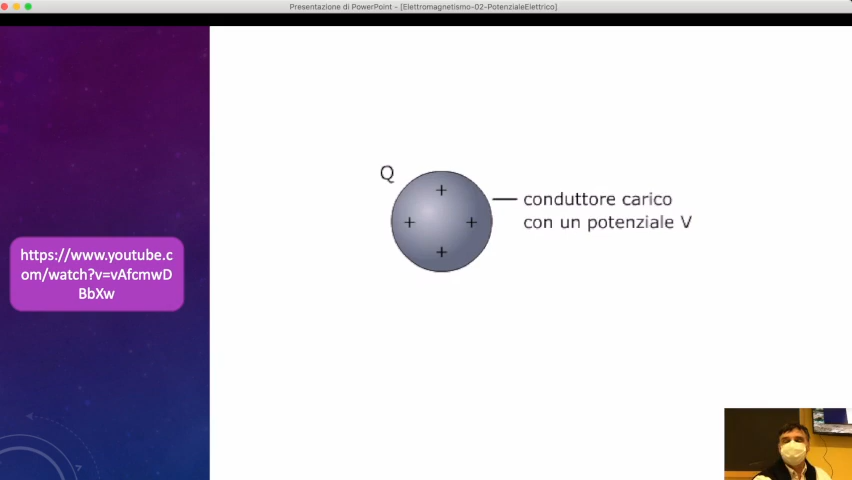 Presentazione di PowerPoint - [Elettromagnetismo-02-PotenzialeElettrico]
Q
conduttore carico
con un potenziale V
+
+ +
+
https://www.youtube.c
om/watch?v=vAfcmwD
BbXw